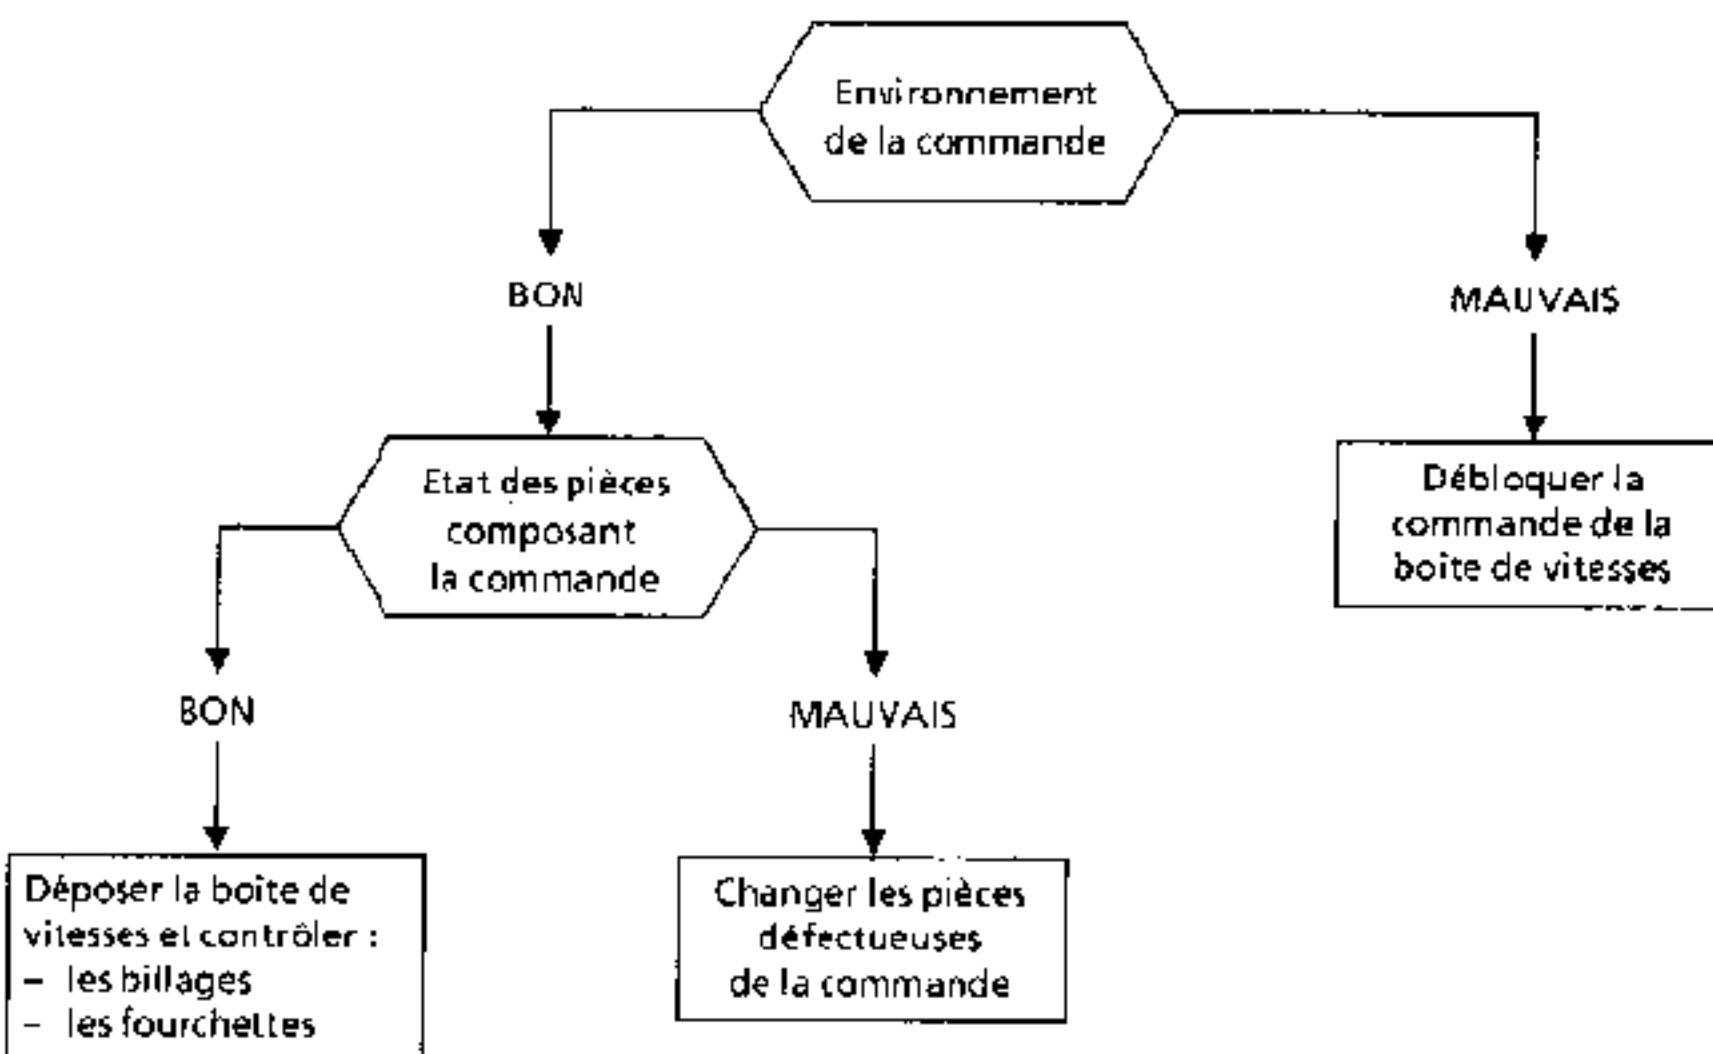 Environnement
de la commande
BON
MAUVAIS
Etat des pièces
composant
la commande
Débloquer la
commande de la
boite de vitesses
BON
MAUVAIS
Déposer la boite de
vitesses et contrôler :
– les billages
– les fourchettes
Changer les pièces
défectueuses
de la commande